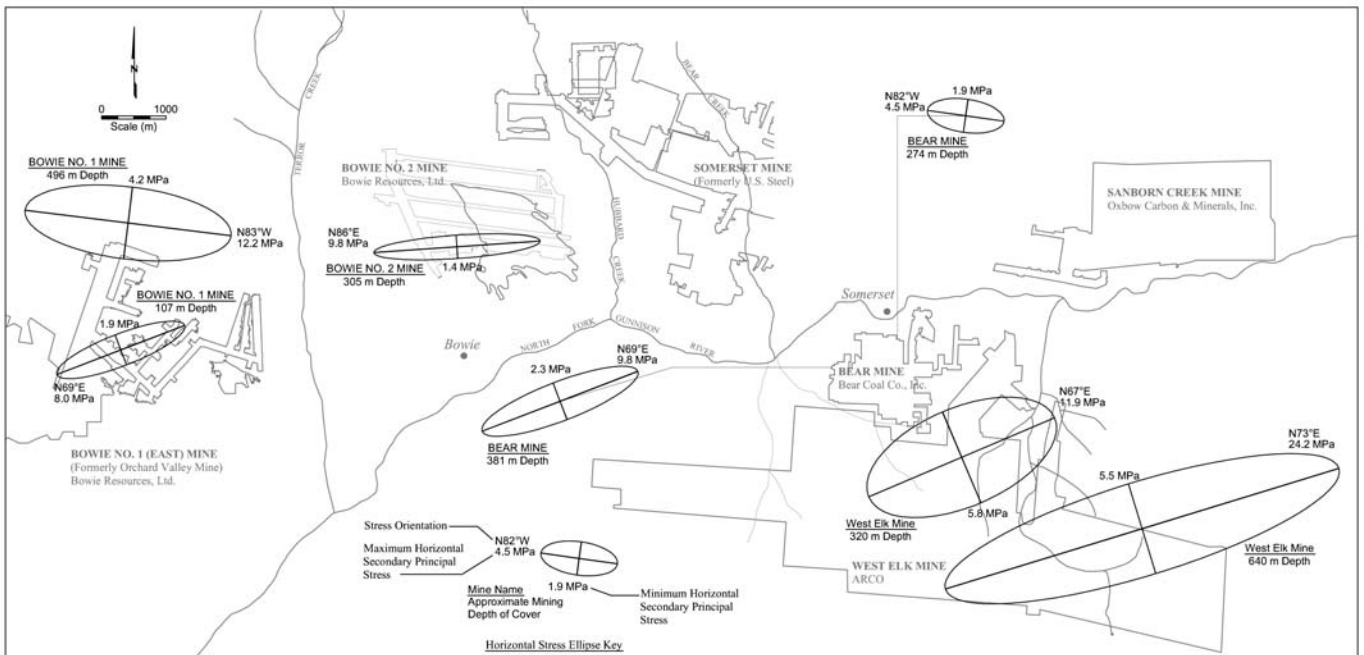 N
0 1000
Scale (m)
TERROR
CREEK
BOWIE NO. 1 MINE
496 m Depth
4.2 MPa
N83°W
12.2 MPa
BOWIE NO. 1 MINE
107 m Depth
1.9 MPa
N69°E
8.0 MPa
BOWIE NO. 1 (EAST) MINE
(Formerly Orchard Valley Mine)
Bowie Resources, Ltd.
BOWIE NO. 2 MINE
Bowie Resources, Ltd.
N86°E
9.8 MPa
BOWIE NO. 2 MINE
305 m Depth
1.4 MPa
HUBBARD
CREEK
BEAR
CREEK
SOMERSET MINE
(Formerly U.S. Steel)
N82°W
4.5 MPa
1.9 MPa
BEAR MINE
274 m Depth
SANBORN CREEK MINE
Oxbow Carbon & Minerals, Inc.
Somerset
Bowie
NORTH
FORK
GUNNISON
RIVER
N69°E
9.8 MPa
2.3 MPa
BEAR MINE
381 m Depth
BEAR MINE
Bear Coal Co., Inc.
N67°E
11.9 MPa
5.8 MPa
West Elk Mine
320 m Depth
N73°E
24.2 MPa
5.5 MPa
West Elk Mine
640 m Depth
WEST ELK MINE
ARCO
Stress Orientation
Maximum Horizontal
Secondary Principal
Stress
N82°W
4.5 MPa
1.9 MPa
Mine Name
Approximate Mining
Depth of Cover
Minimum Horizontal
Secondary Principal
Stress
Horizontal Stress Ellipse Key